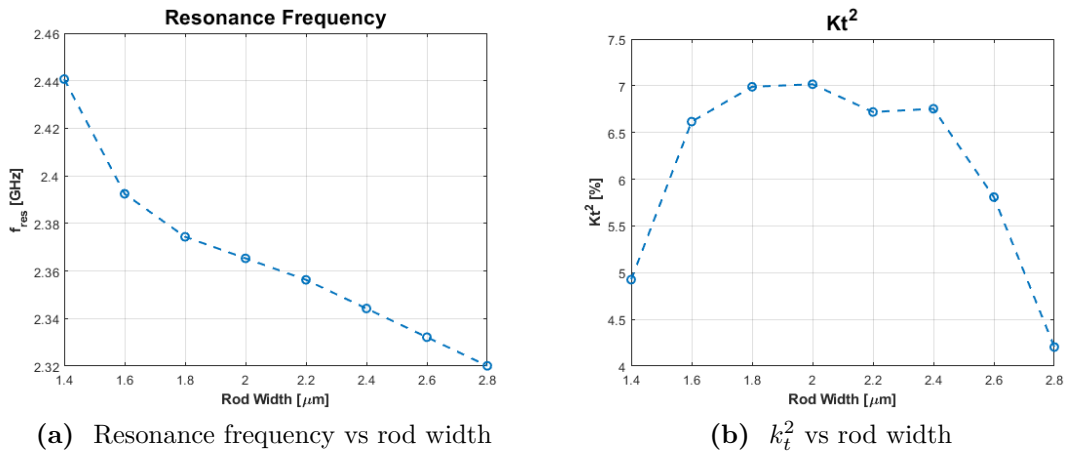 Resonance Frequency
2.46
2.44
2.42
2.4
2.38
2.36
2.34
2.32
f_res [GHz]
1.4 1.6 1.8 2 2.2 2.4 2.6 2.8
Rod Width [μm]
(a) Resonance frequency vs rod width
Kt²
7.5
7
6.5
6
5.5
5
4.5
4
Kt² [%]
1.4 1.6 1.8 2 2.2 2.4 2.6 2.8
Rod Width [μm]
(b) k_t² vs rod width